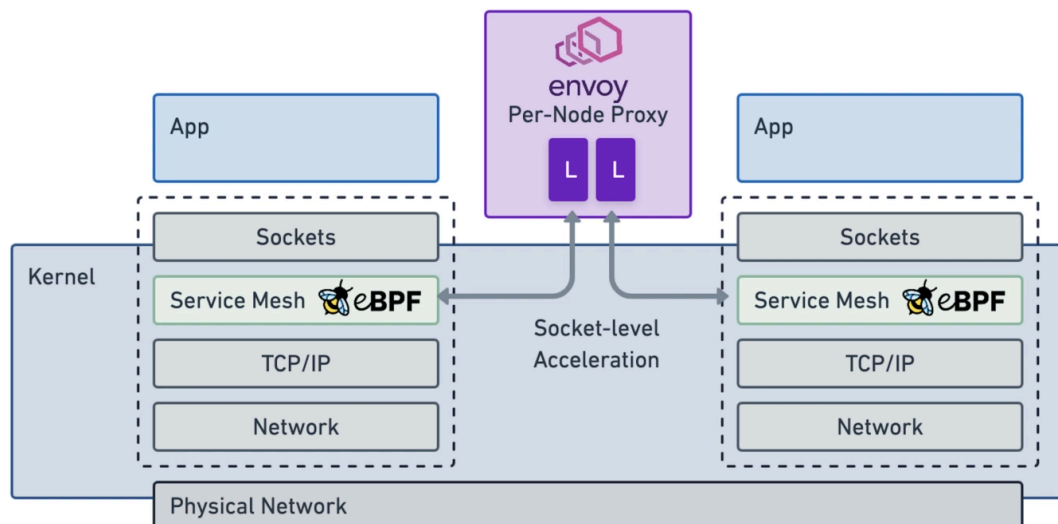 envoy
Per-Node Proxy
L L
App
App
Kernel
Sockets
Service Mesh eBPF
TCP/IP
Network
Socket-level
Acceleration
Sockets
Service Mesh eBPF
TCP/IP
Network
Physical Network